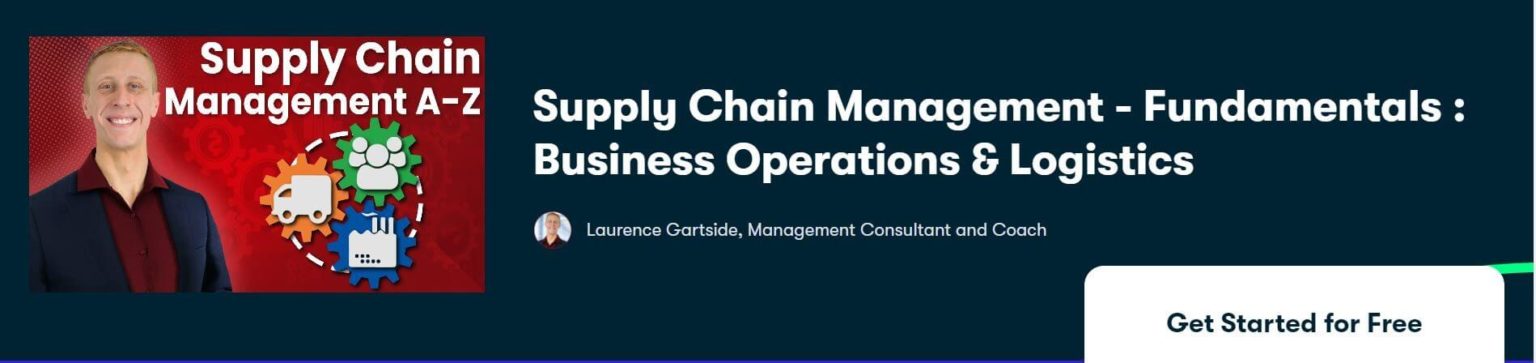 Supply Chain
Management A-Z
Supply Chain Management - Fundamentals :
Business Operations & Logistics
Laurence Gartside, Management Consultant and Coach
Get Started for Free